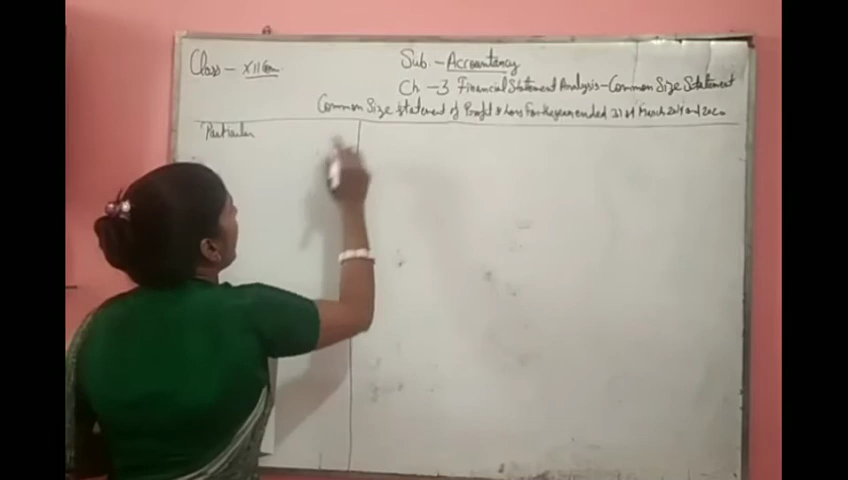 Class - XII Com
Sub. - Accountancy
Ch - 3 Financial Statement Analysis - Common Size Statement
Common Size Statement of Profit & Loss For the year ended 31st March 2019 and 2020
Particular